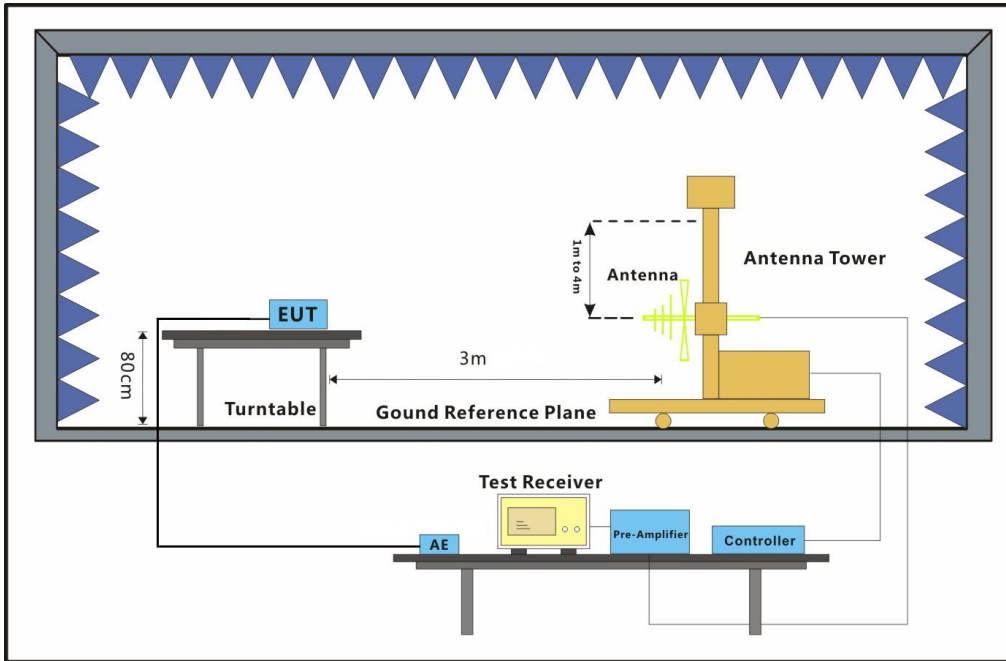 1m to 4m
Antenna
Antenna Tower
EUT
80cm
3m
Turntable
Gound Reference Plane
Test Receiver
AE
Pre-Amplifier
Controller